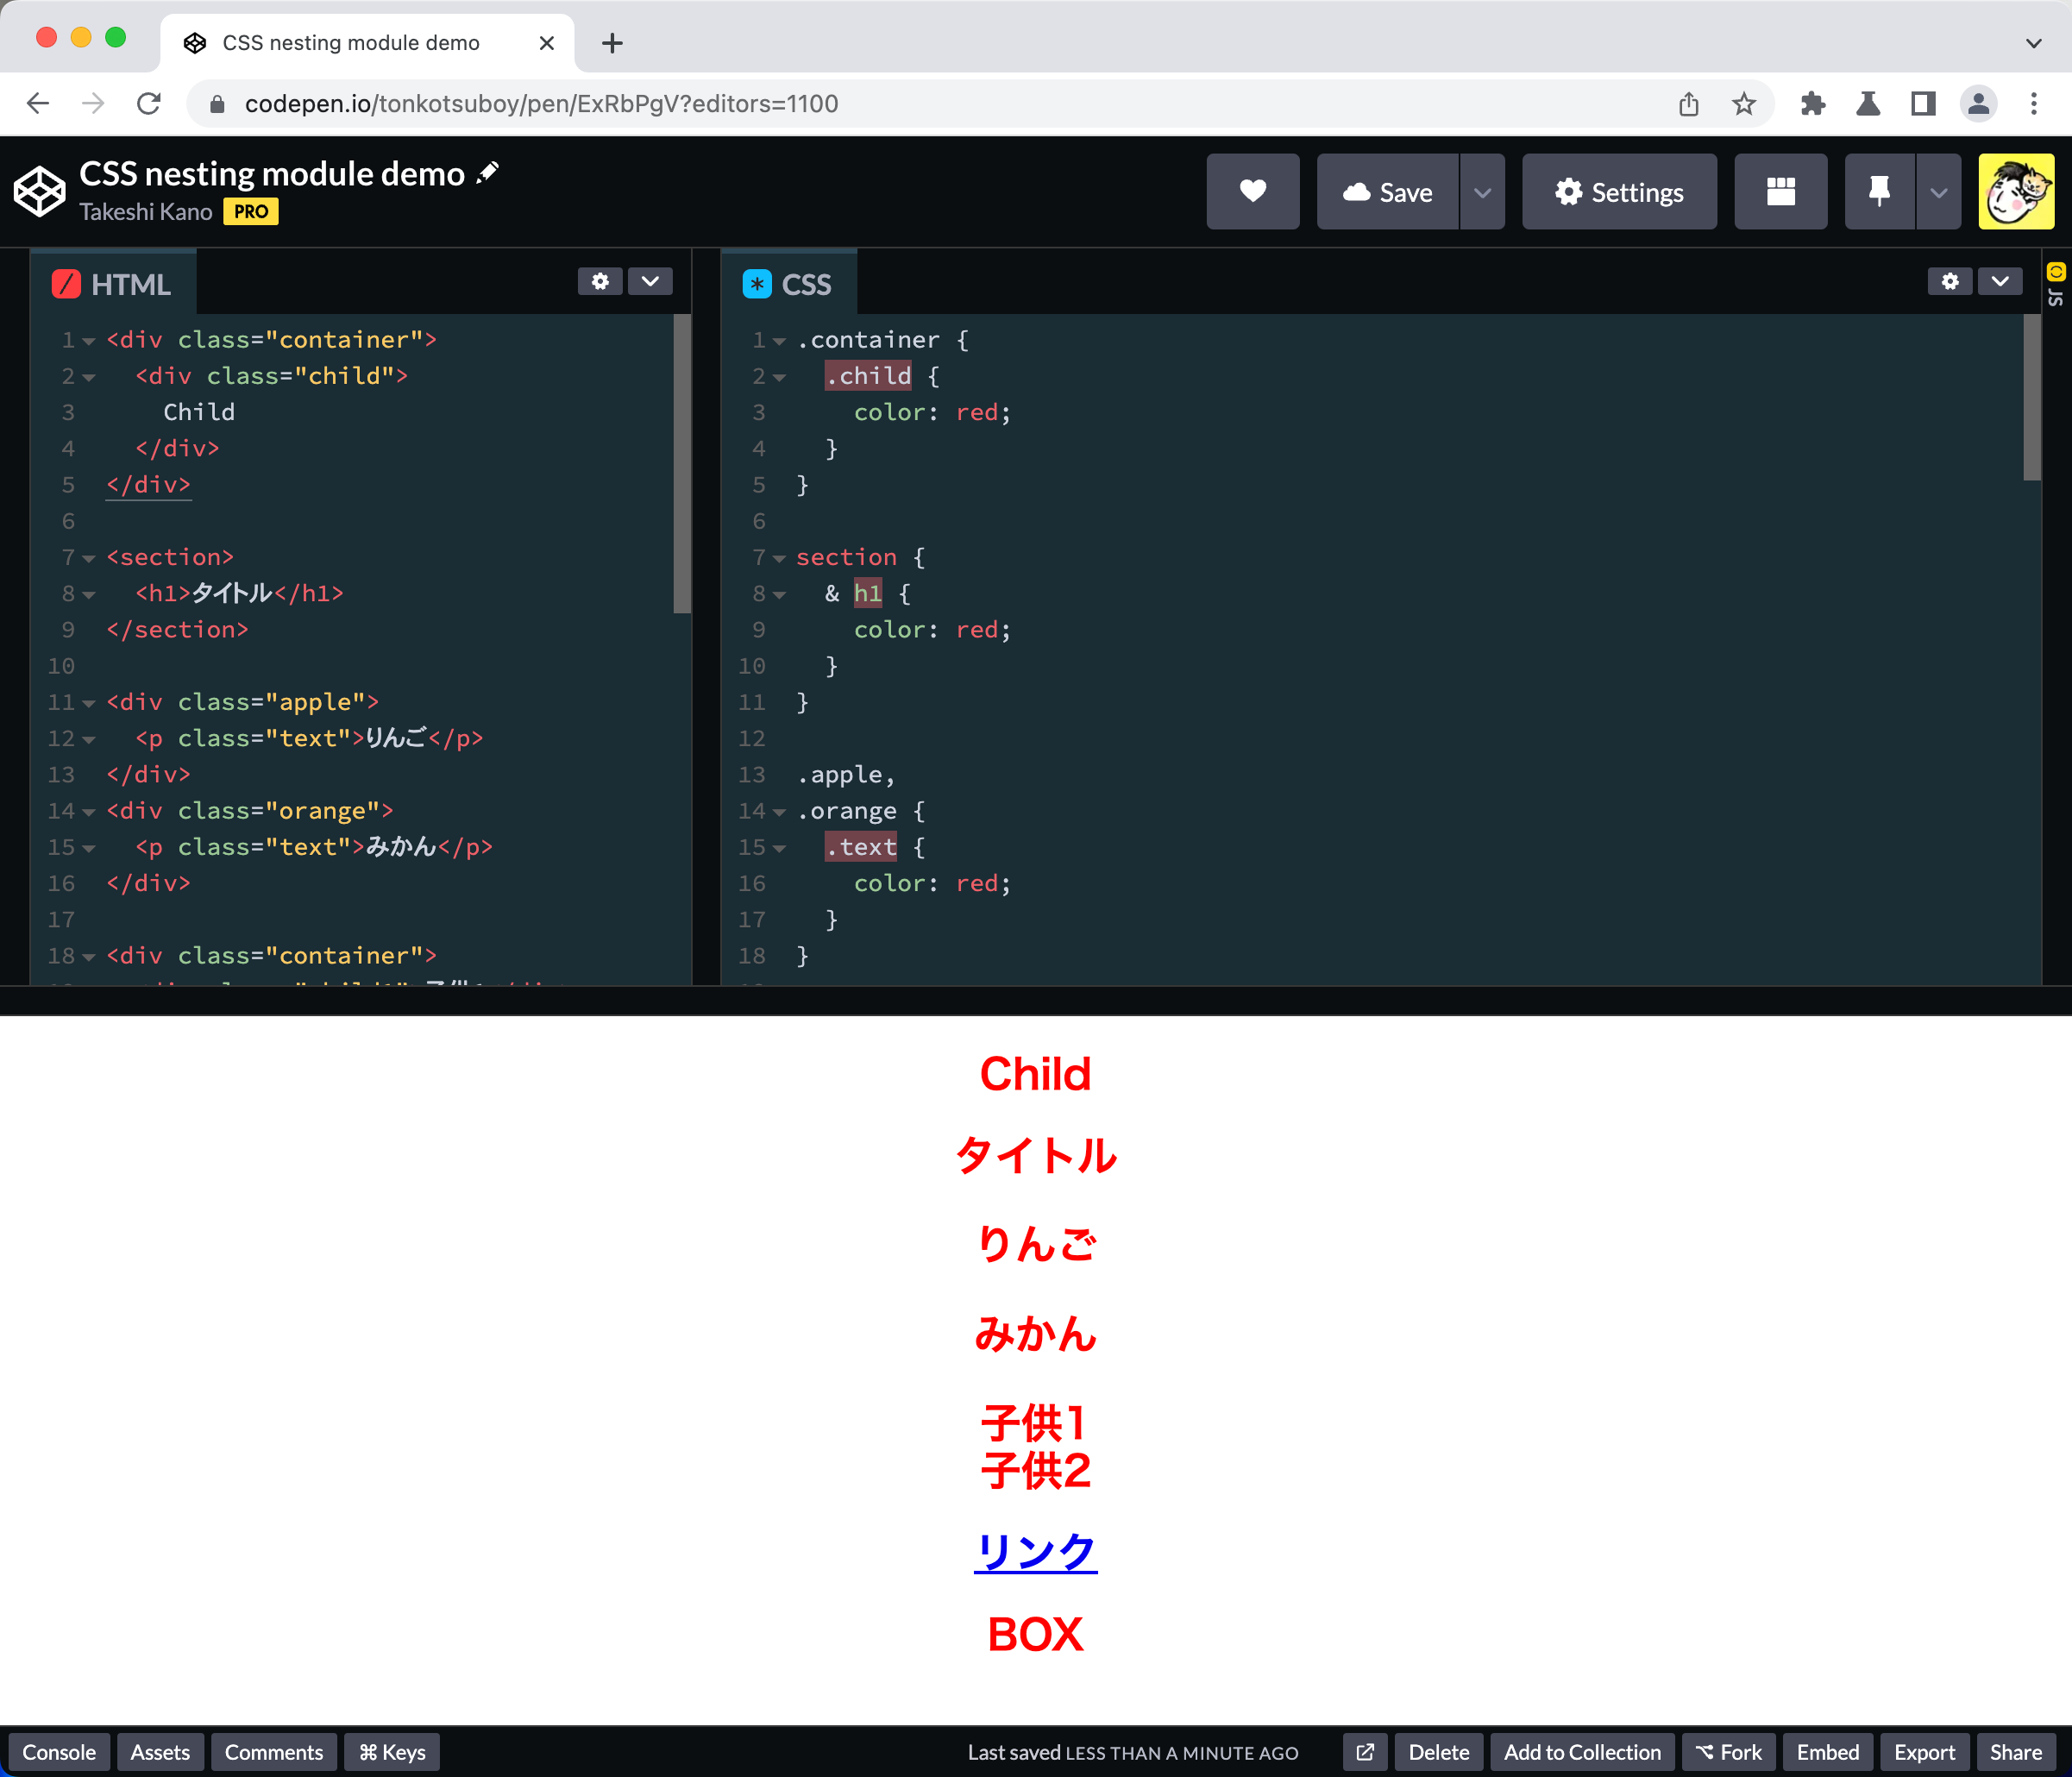 CSS nesting module demo
codepen.io/tonkotsuboy/pen/ExRbPgV?editors=1100
CSS nesting module demo
Takeshi Kano PRO
Save
Settings
HTML
1 <div class="container">
2 <div class="child">
3 Child
4 </div>
5 </div>
6
7 <section>
8 <h1>タイトル</h1>
9 </section>
10
11 <div class="apple">
12 <p class="text">りんご</p>
13 </div>
14 <div class="orange">
15 <p class="text">みかん</p>
16 </div>
17
18 <div class="container">
CSS
1 .container {
2 .child {
3 color: red;
4 }
5 }
6
7 section {
8 & h1 {
9 color: red;
10 }
11 }
12
13 .apple,
14 .orange {
15 .text {
16 color: red;
17 }
18 }
JS
Child
タイトル
りんご
みかん
子供1
子供2
リンク
BOX
Console Assets Comments ⌘ Keys Last saved LESS THAN A MINUTE AGO Delete Add to Collection ⌥ Fork Embed Export Share